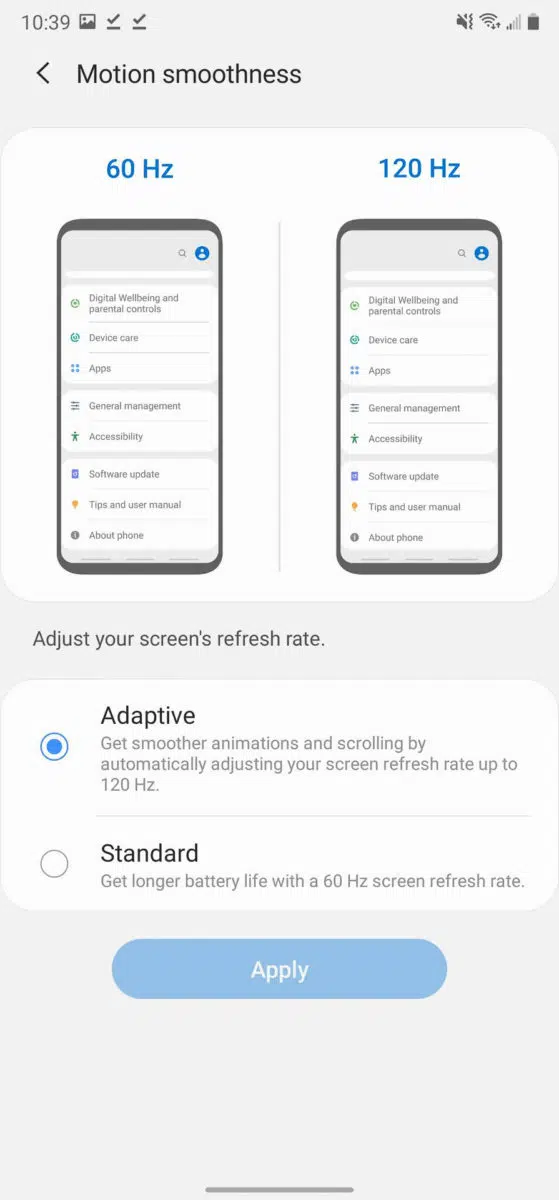 10:39
Motion smoothness
60 Hz
120 Hz
Digital Wellbeing and
parental controls
Device care
Apps
General management
Accessibility
Software update
Tips and user manual
About phone
Digital Wellbeing and
parental controls
Device care
Apps
General management
Accessibility
Software update
Tips and user manual
About phone
Adjust your screen's refresh rate.
Adaptive
Get smoother animations and scrolling by
automatically adjusting your screen refresh rate up to
120 Hz.
Standard
Get longer battery life with a 60 Hz screen refresh rate.
Apply